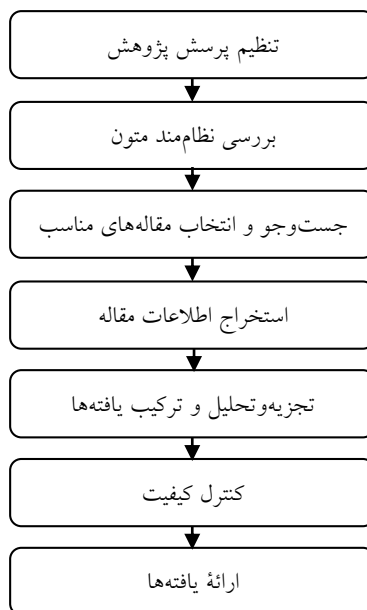 تنظیم پرسش پژوهش
بررسی نظام‌مند متون
جست‌وجو و انتخاب مقاله‌های مناسب
استخراج اطلاعات مقاله
تجزیه‌وتحلیل و ترکیب یافته‌ها
کنترل کیفیت
ارائۀ یافته‌ها